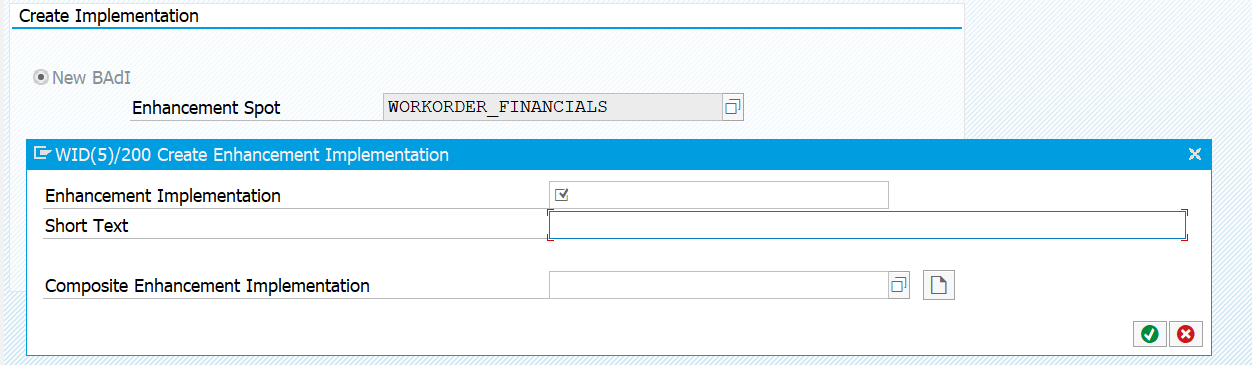 Create Implementation
New BAdI
Enhancement Spot WORKORDER_FINANCIALS
WID(5)/200 Create Enhancement Implementation
Enhancement Implementation
Short Text
Composite Enhancement Implementation